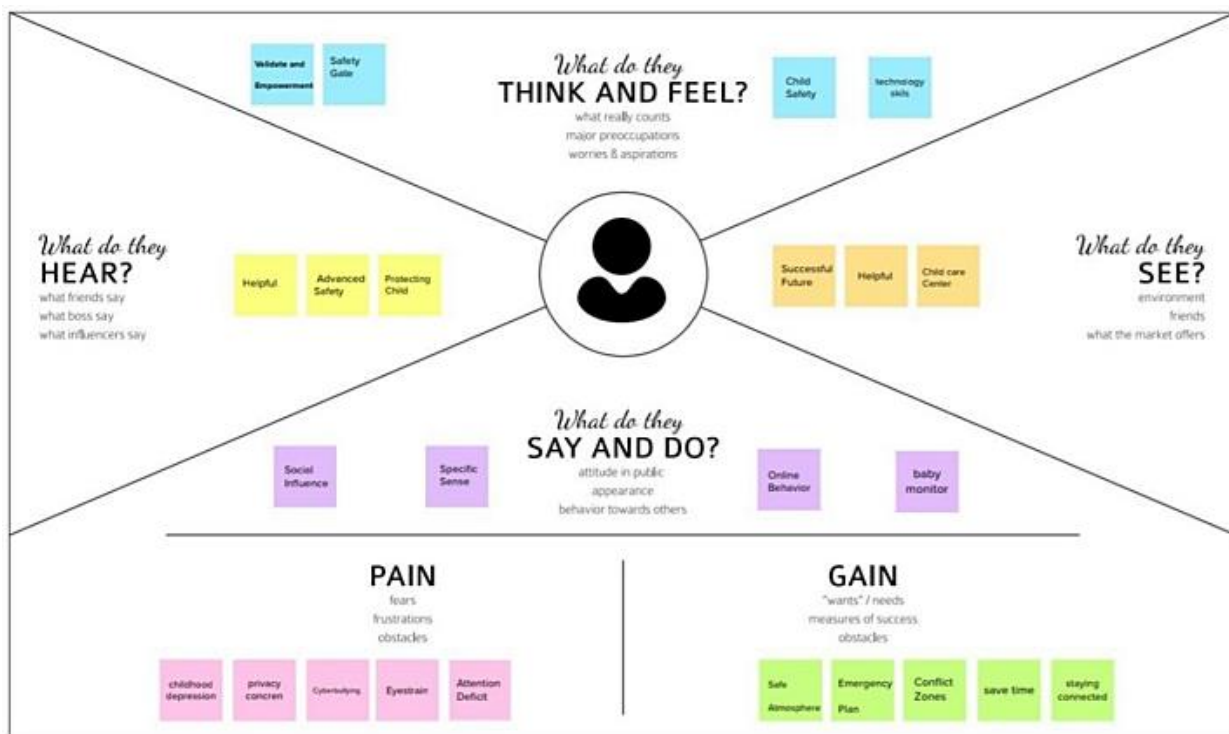 Validate and
Empowerment
Safety
Gate
What do they
THINK AND FEEL?
what really counts
major preoccupations
worries & aspirations
Child
Safety
technology
skils
What do they
HEAR?
what friends say
what boss say
what influencers say
Helpful
Advanced
Safety
Protecting
Child
Successful
Future
Helpful
Child care
Center
What do they
SEE?
environment
friends
what the market offers
What do they
SAY AND DO?
attitude in public
appearance
behavior towards others
Social
Influence
Specific
Sense
Online
Behavior
baby
monitor
PAIN
fears
frustrations
obstacles
childhood
depression
privacy
concren
Cyberbullying
Eyestrain
Attention
Deficit
GAIN
"wants" / needs
measures of success
obstacles
Safe
Atmosphere
Emergency
Plan
Conflict
Zones
save time
staying
connected